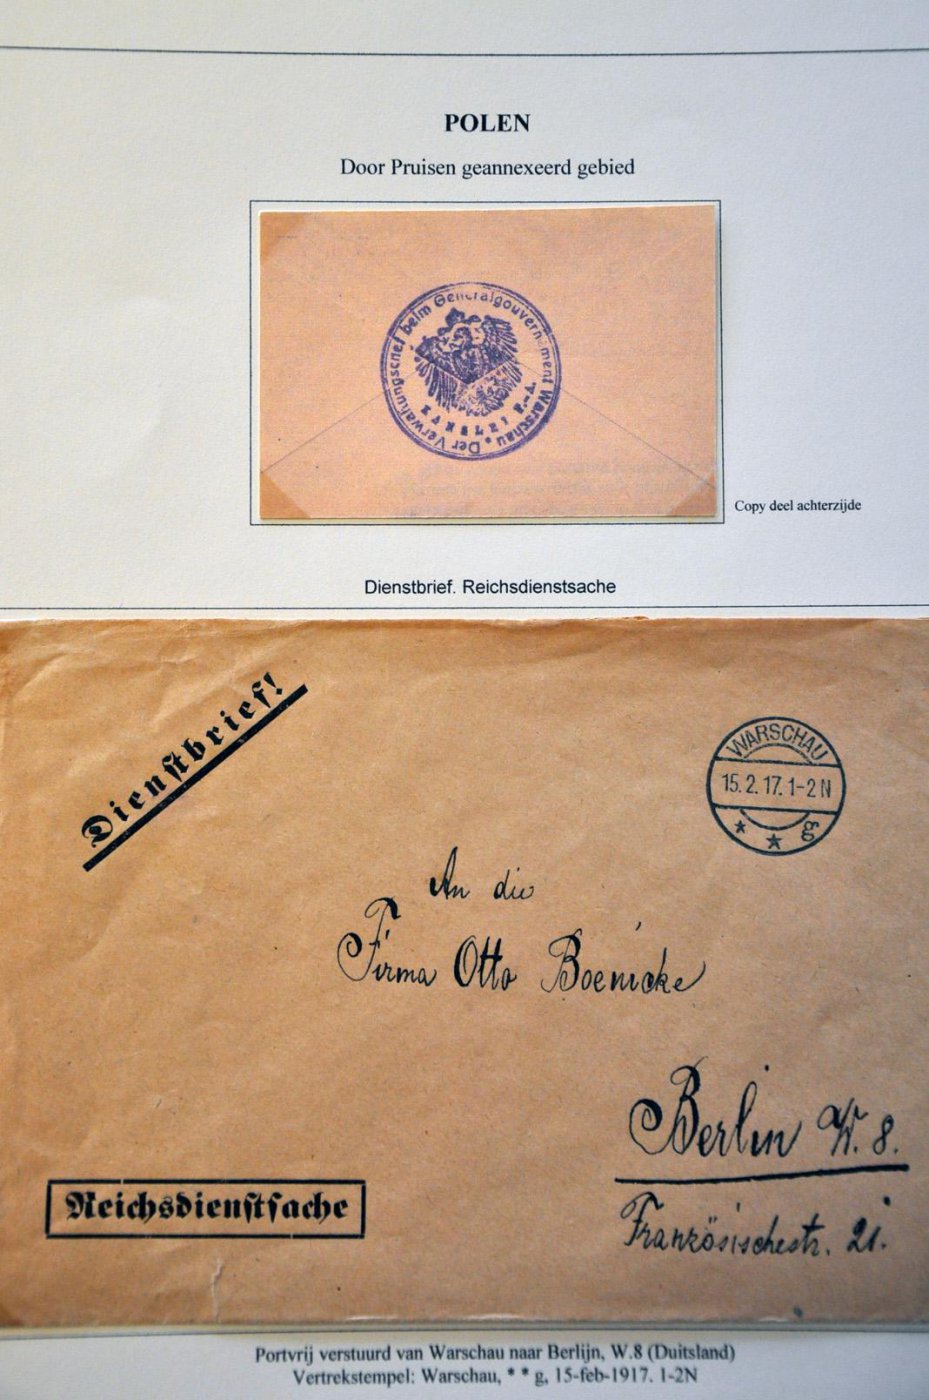 POLEN
Door Pruisen geannexeerd gebied
Der Verwaltungschef beim Generalgouvernement Warschau.
Copy deel achterzijde
Dienstbrief. Reichsdienstsache
Dienstbrief!
WARSCHAU
15.2.17.1-2N
* * g
An die
Firma Otto Boenicke
Berlin W. 8.
Reichsdienstsache
Französischestr. 21.
Portvrij verstuurd van Warschau naar Berlijn, W.8 (Duitsland)
Vertrekstempel: Warschau, * * g, 15-feb-1917. 1-2N